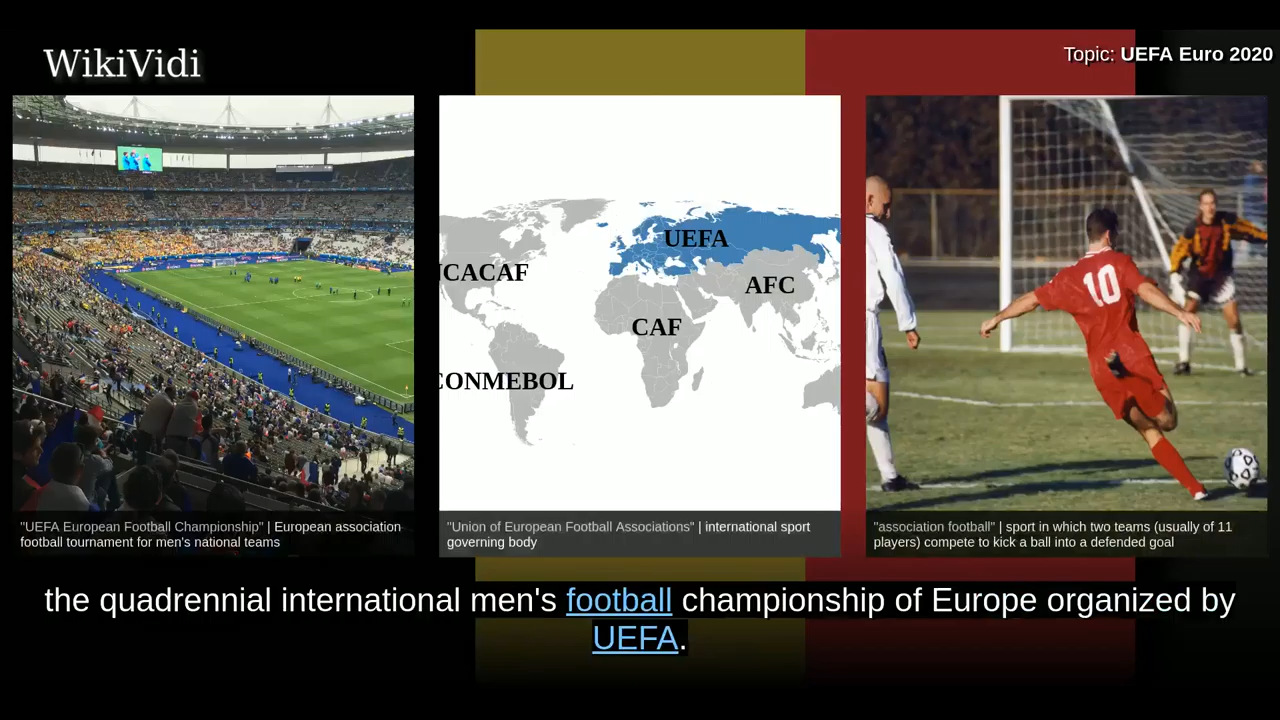 WikiVidi
Topic: UEFA Euro 2020
UEFA
CACAF
AFC
CAF
CONMEBOL
10
"UEFA European Football Championship" | European association
football tournament for men's national teams
"Union of European Football Associations" | international sport
governing body
"association football" | sport in which two teams (usually of 11
players) compete to kick a ball into a defended goal
the quadrennial international men's football championship of Europe organized by
UEFA.